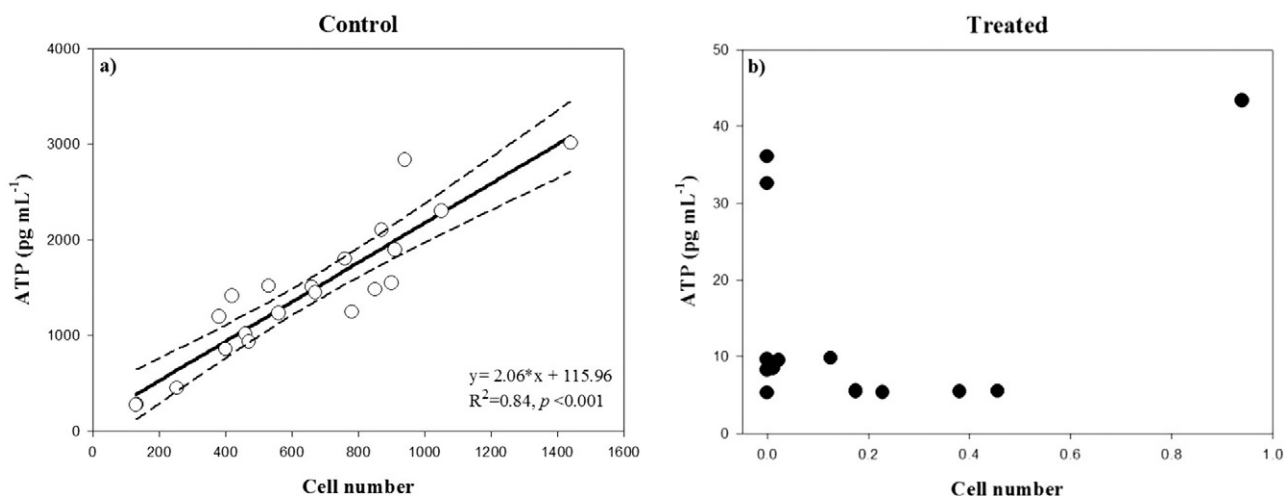 Control
a)
ATP (pg mL⁻¹)
4000
3000
2000
1000
0
y= 2.06*x + 115.96
R²=0.84, p <0.001
0 200 400 600 800 1000 1200 1400 1600
Cell number
Treated
b)
ATP (pg mL⁻¹)
50
40
30
20
10
0
0.0 0.2 0.4 0.6 0.8 1.0
Cell number